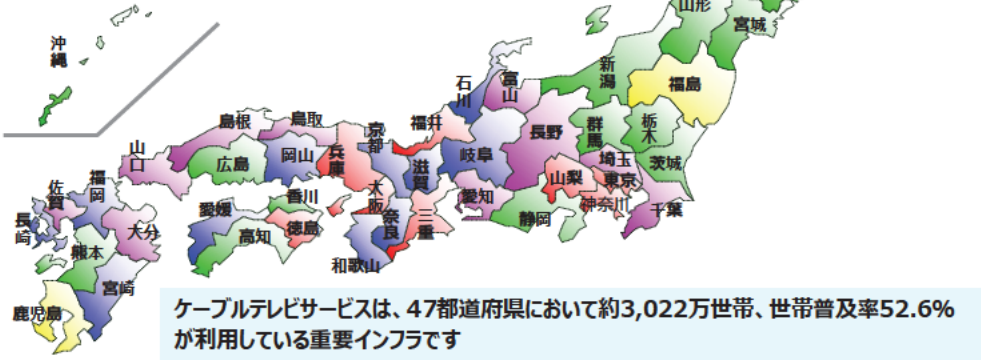 山形
宮城
沖縄
新潟
福島
石川
富山
島根
鳥取
京都
福井
長野
群馬
栃木
山口
広島
岡山
兵庫
滋賀
岐阜
埼玉
茨城
佐賀
福岡
香川
大阪
愛知
山梨
東京
長崎
大分
愛媛
高知
徳島
奈良
三重
静岡
神奈川
千葉
熊本
和歌山
宮崎
鹿児島
ケーブルテレビサービスは、47都道府県において約3,022万世帯、世帯普及率52.6%
が利用している重要インフラです